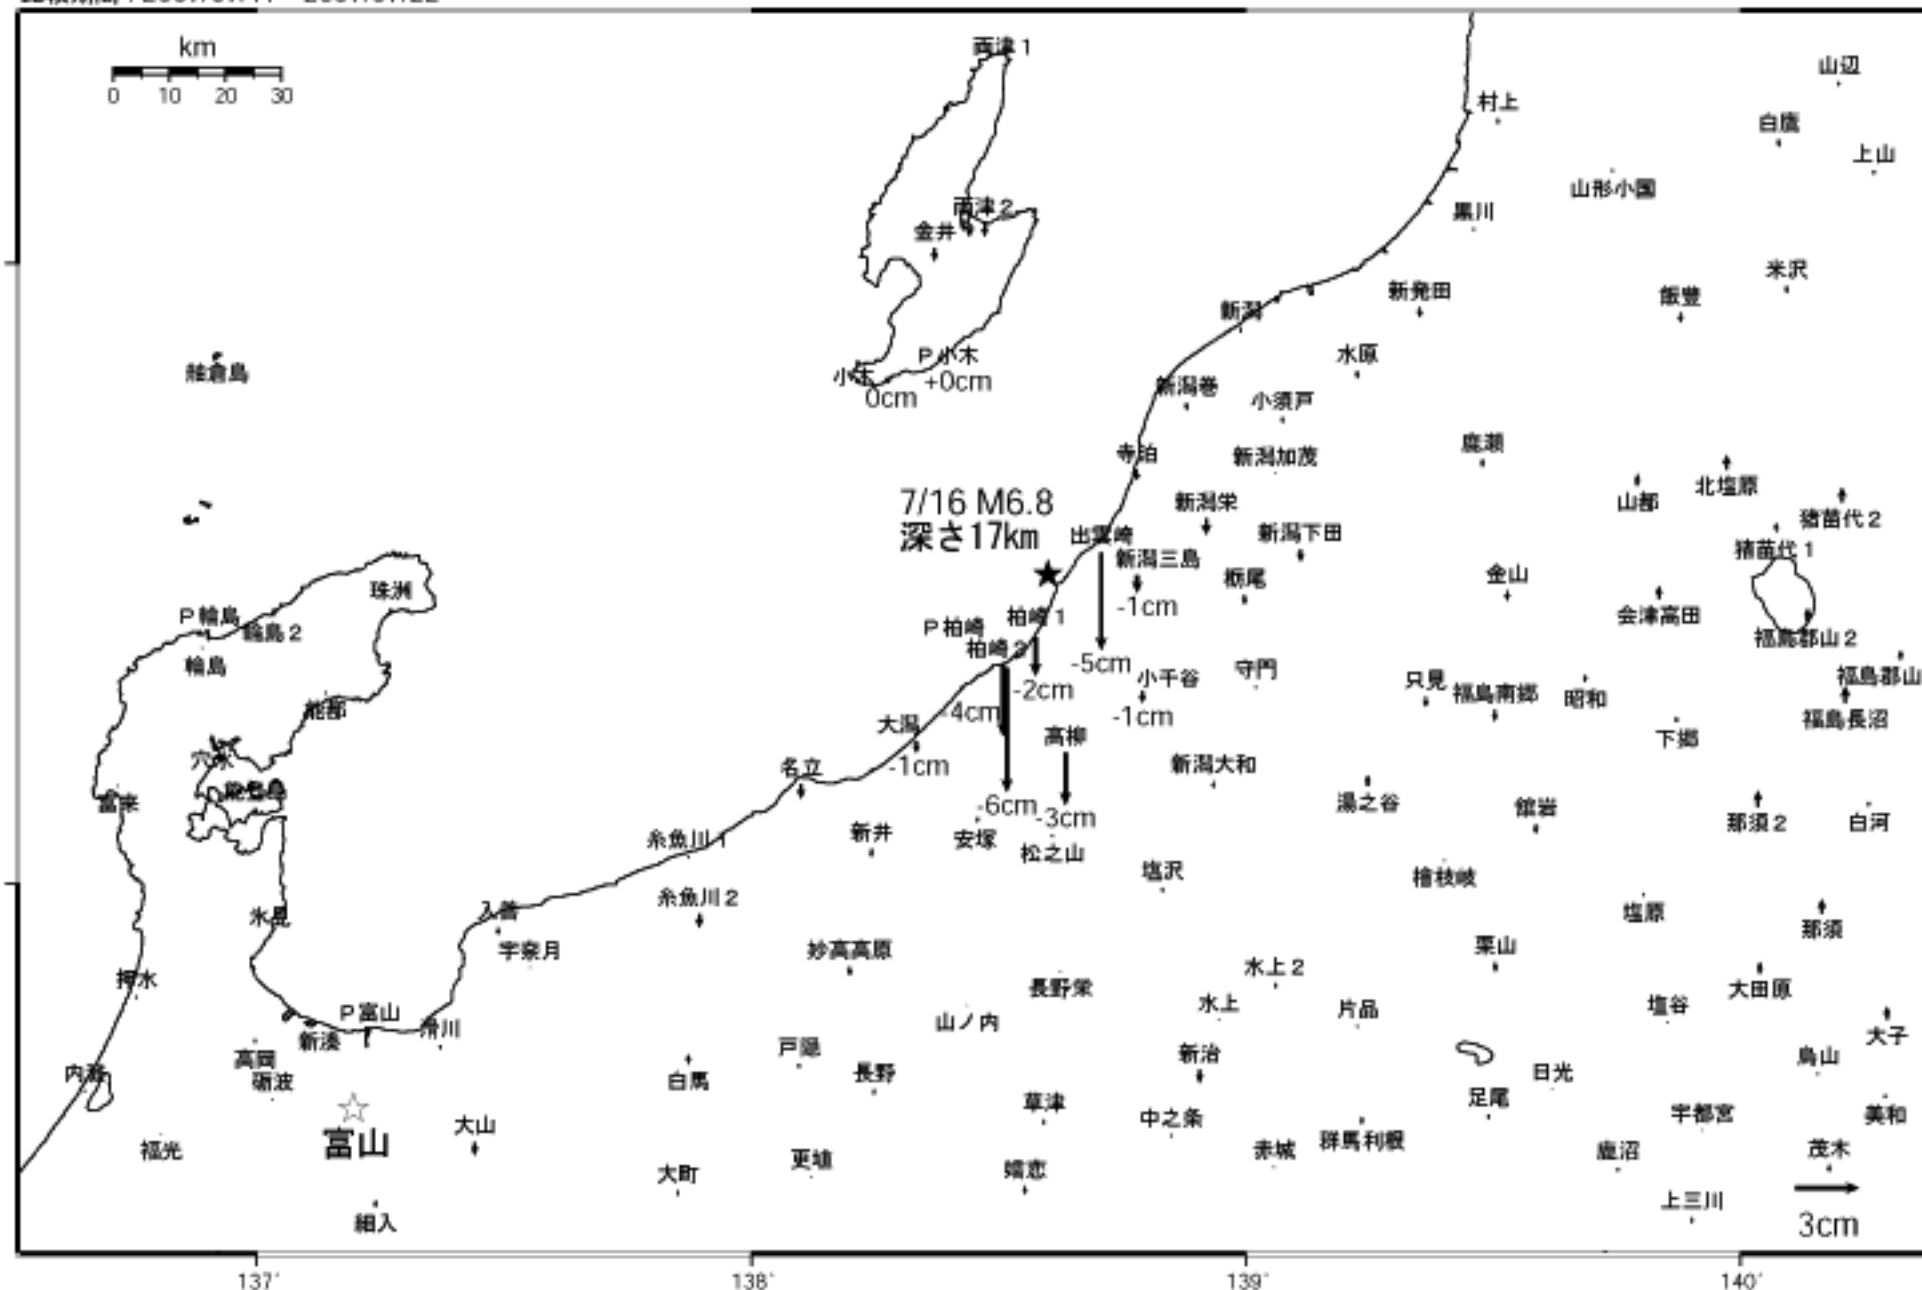 km
0 10 20 30
両津1
山辺
村上
白鷹
上山
山形小国
両津2
黒川
金井
米沢
新発田
飯豊
新潟
水原
P小木
舳倉島
小木
+0cm
0cm
新潟巻
小須戸
鹿瀬
寺泊
新潟加茂
北塩原
山都
7/16 M6.8
新潟栄
猪苗代2
深さ17km
出雲崎
新潟下田
猪苗代1
新潟三島
栃尾
金山
珠洲
-1cm
P輪島
柏崎1
会津高田
P柏崎
輪島2
福島郡山2
柏崎2
輪島
-5cm
守門
小千谷
只見
福島郡山
-2cm
福島南郷
昭和
能都
-4cm
-1cm
福島長沼
大潟
高柳
下郷
穴水
-1cm
名立
新潟大和
富来
能登島
-6cm
湯之谷
舘岩
-3cm
那須2
白河
糸魚川1
新井
安塚
松之山
塩沢
檜枝岐
糸魚川2
入善
氷見
塩原
那須
宇奈月
妙高高原
栗山
水上2
押水
長野栄
大田原
水上
片品
塩谷
P富山
滑川
山ノ内
新湊
大子
高岡
戸隠
新治
烏山
内灘
砺波
白馬
長野
日光
足尾
草津
中之条
宇都宮
美和
富山
大山
福光
群馬利根
赤城
鹿沼
茂木
更埴
大町
嬬恋
上三川
細入
3cm
137° 138° 139° 140°